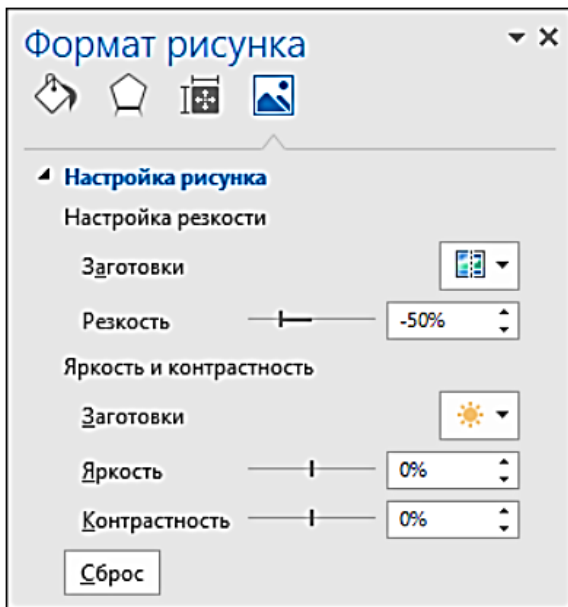 Формат рисунка
Настройка рисунка
Настройка резкости
Заготовки
Резкость -50%
Яркость и контрастность
Заготовки
Яркость 0%
Контрастность 0%
Сброс